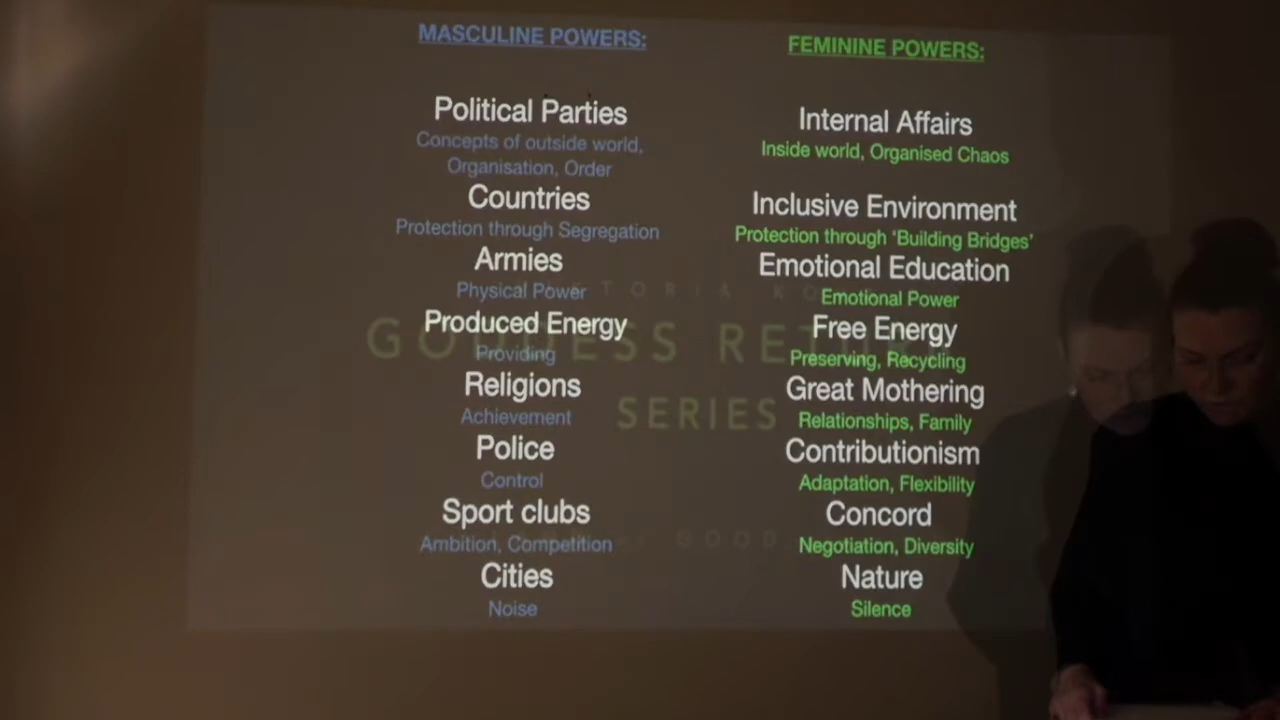 MASCULINE POWERS:
Political Parties
Concepts of outside world,
Organisation, Order
Countries
Protection through Segregation
Armies
Physical Power
Produced Energy
Providing
Religions
Achievement
Police
Control
Sport clubs
Ambition, Competition
Cities
Noise
FEMININE POWERS:
Internal Affairs
Inside world, Organised Chaos
Inclusive Environment
Protection through ‘Building Bridges’
Emotional Education
Emotional Power
Free Energy
Preserving, Recycling
Great Mothering
Relationships, Family
Contributionism
Adaptation, Flexibility
Concord
Negotiation, Diversity
Nature
Silence
GODDESS
SERIES